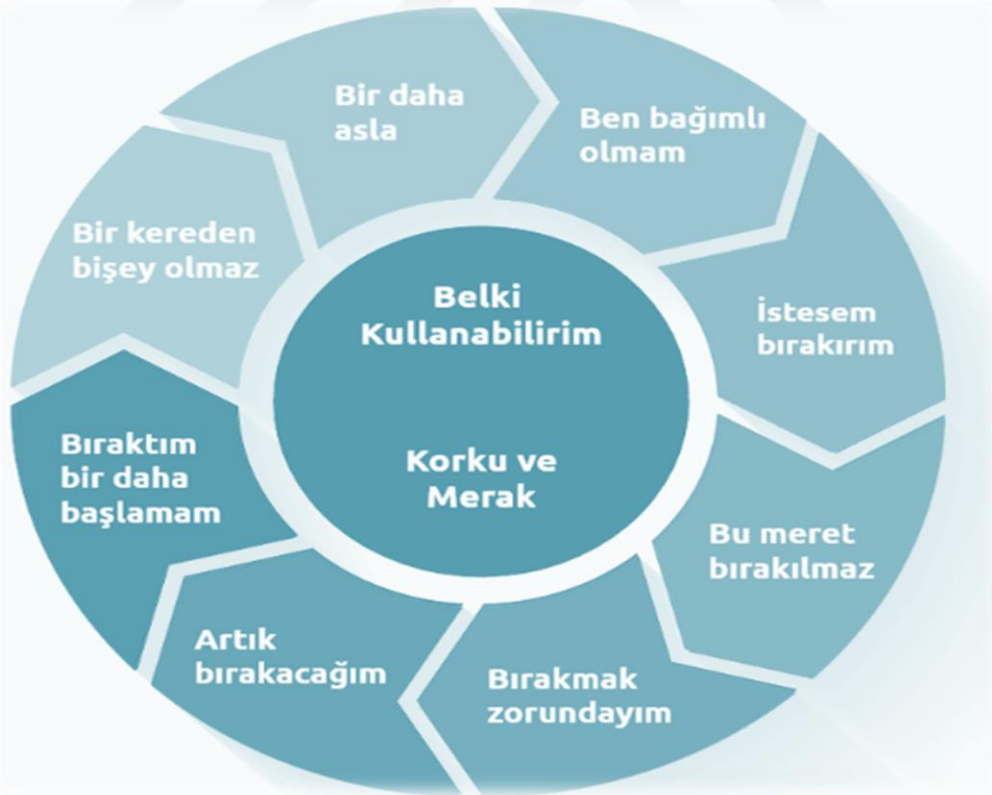 Bir daha
asla
Ben bağımlı
olmam
İstesem
bırakırım
Bu meret
bırakılmaz
Bırakmak
zorundayım
Artık
bırakacağım
Bıraktım
bir daha
başlamam
Bir kereden
bişey olmaz
Belki
Kullanabilirim
Korku ve
Merak